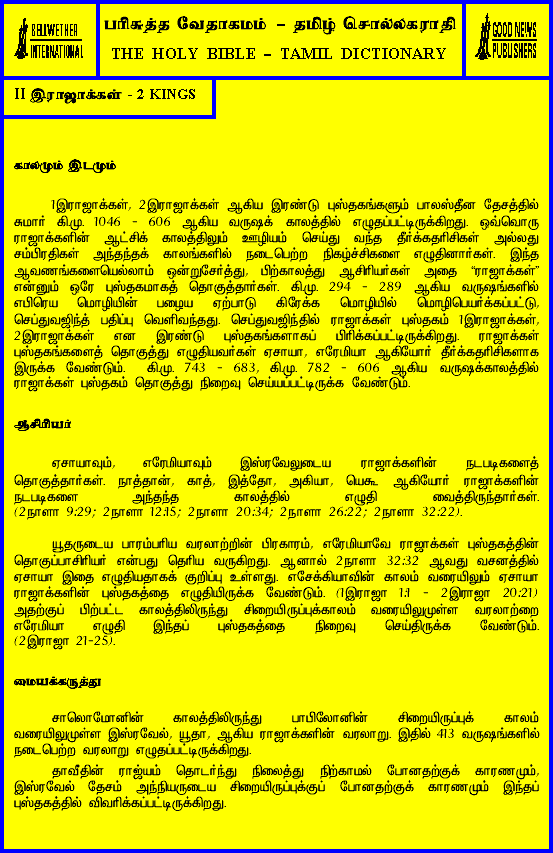 BELLWETHER
INTERNATIONAL
பரிசுத்த வேதாகமம் – தமிழ் சொல்லகராதி
THE HOLY BIBLE – TAMIL DICTIONARY
GOOD NEWS
PUBLISHERS
II இராஜாக்கள் - 2 KINGS
காலமும் இடமும்
1இராஜாக்கள், 2இராஜாக்கள் ஆகிய இரண்டு புஸ்தகங்களும் பாலஸ்தீன தேசத்தில்
சுமார் கி.மு. 1046 - 606 ஆகிய வருஷக் காலத்தில் எழுதப்பட்டிருக்கிறது. ஒவ்வொரு
ராஜாக்களின் ஆட்சிக் காலத்திலும் ஊழியம் செய்து வந்த தீர்க்கதரிசிகள் அல்லது
சம்பிரதிகள் அந்தந்தக் காலங்களில் நடைபெற்ற நிகழ்ச்சிகளை எழுதினார்கள். இந்த
ஆவணங்களையெல்லாம் ஒன்றுசேர்த்து, பிற்காலத்து ஆசிரியர்கள் அதை “ராஜாக்கள்”
என்னும் ஒரே புஸ்தகமாகத் தொகுத்தார்கள். கி.மு. 294 - 289 ஆகிய வருஷங்களில்
எபிரெய மொழியின் பழைய ஏற்பாடு கிரேக்க மொழியில் மொழிபெயர்க்கப்பட்டு,
செப்துவஜிந்த் பதிப்பு வெளிவந்தது. செப்துவஜிந்தில் ராஜாக்கள் புஸ்தகம் 1இராஜாக்கள்,
2இராஜாக்கள் என இரண்டு புஸ்தகங்களாகப் பிரிக்கப்பட்டிருக்கிறது. ராஜாக்கள்
புஸ்தகங்களைத் தொகுத்து எழுதியவர்கள் ஏசாயா, எரேமியா ஆகியோர் தீர்க்கதரிசிகளாக
இருக்க வேண்டும். கி.மு. 743 - 683, கி.மு. 782 - 606 ஆகிய வருஷக்காலத்தில்
ராஜாக்கள் புஸ்தகம் தொகுத்து நிறைவு செய்யப்பட்டிருக்க வேண்டும்.
ஆசிரியர்
ஏசாயாவும், எரேமியாவும் இஸ்ரவேலுடைய ராஜாக்களின் நடபடிகளைத்
தொகுத்தார்கள். நாத்தான், காத், இத்தோ, அகியா, யெகூ ஆகியோர் ராஜாக்களின்
நடபடிகளை அந்தந்த காலத்தில் எழுதி வைத்திருந்தார்கள்.
(2நாளா 9:29; 2நாளா 12:15; 2நாளா 20:34; 2நாளா 26:22; 2நாளா 32:22).
யூதருடைய பாரம்பரிய வரலாற்றின் பிரகாரம், எரேமியாவே ராஜாக்கள் புஸ்தகத்தின்
தொகுப்பாசிரியர் என்பது தெரிய வருகிறது. ஆனால் 2நாளா 32:32 ஆவது வசனத்தில்
ஏசாயா இதை எழுதியதாகக் குறிப்பு உள்ளது. எசேக்கியாவின் காலம் வரையிலும் ஏசாயா
ராஜாக்களின் புஸ்தகத்தை எழுதியிருக்க வேண்டும். (1இராஜா 1:1 - 2இராஜா 20:21)
அதற்குப் பிற்பட்ட காலத்திலிருந்து சிறையிருப்புக்காலம் வரையிலுமுள்ள வரலாற்றை
எரேமியா எழுதி இந்தப் புஸ்தகத்தை நிறைவு செய்திருக்க வேண்டும்.
(2இராஜா 21-25).
மையக்கருத்து
சாலொமோனின் காலத்திலிருந்து பாபிலோனின் சிறையிருப்புக் காலம்
வரையிலுமுள்ள இஸ்ரவேல், யூதா, ஆகிய ராஜாக்களின் வரலாறு. இதில் 413 வருஷங்களில்
நடைபெற்ற வரலாறு எழுதப்பட்டிருக்கிறது.
தாவீதின் ராஜ்யம் தொடர்ந்து நிலைத்து நிற்காமல் போனதற்குக் காரணமும்,
இஸ்ரவேல் தேசம் அந்நியருடைய சிறையிருப்புக்குப் போனதற்குக் காரணமும் இந்தப்
புஸ்தகத்தில் விவரிக்கப்பட்டிருக்கிறது.